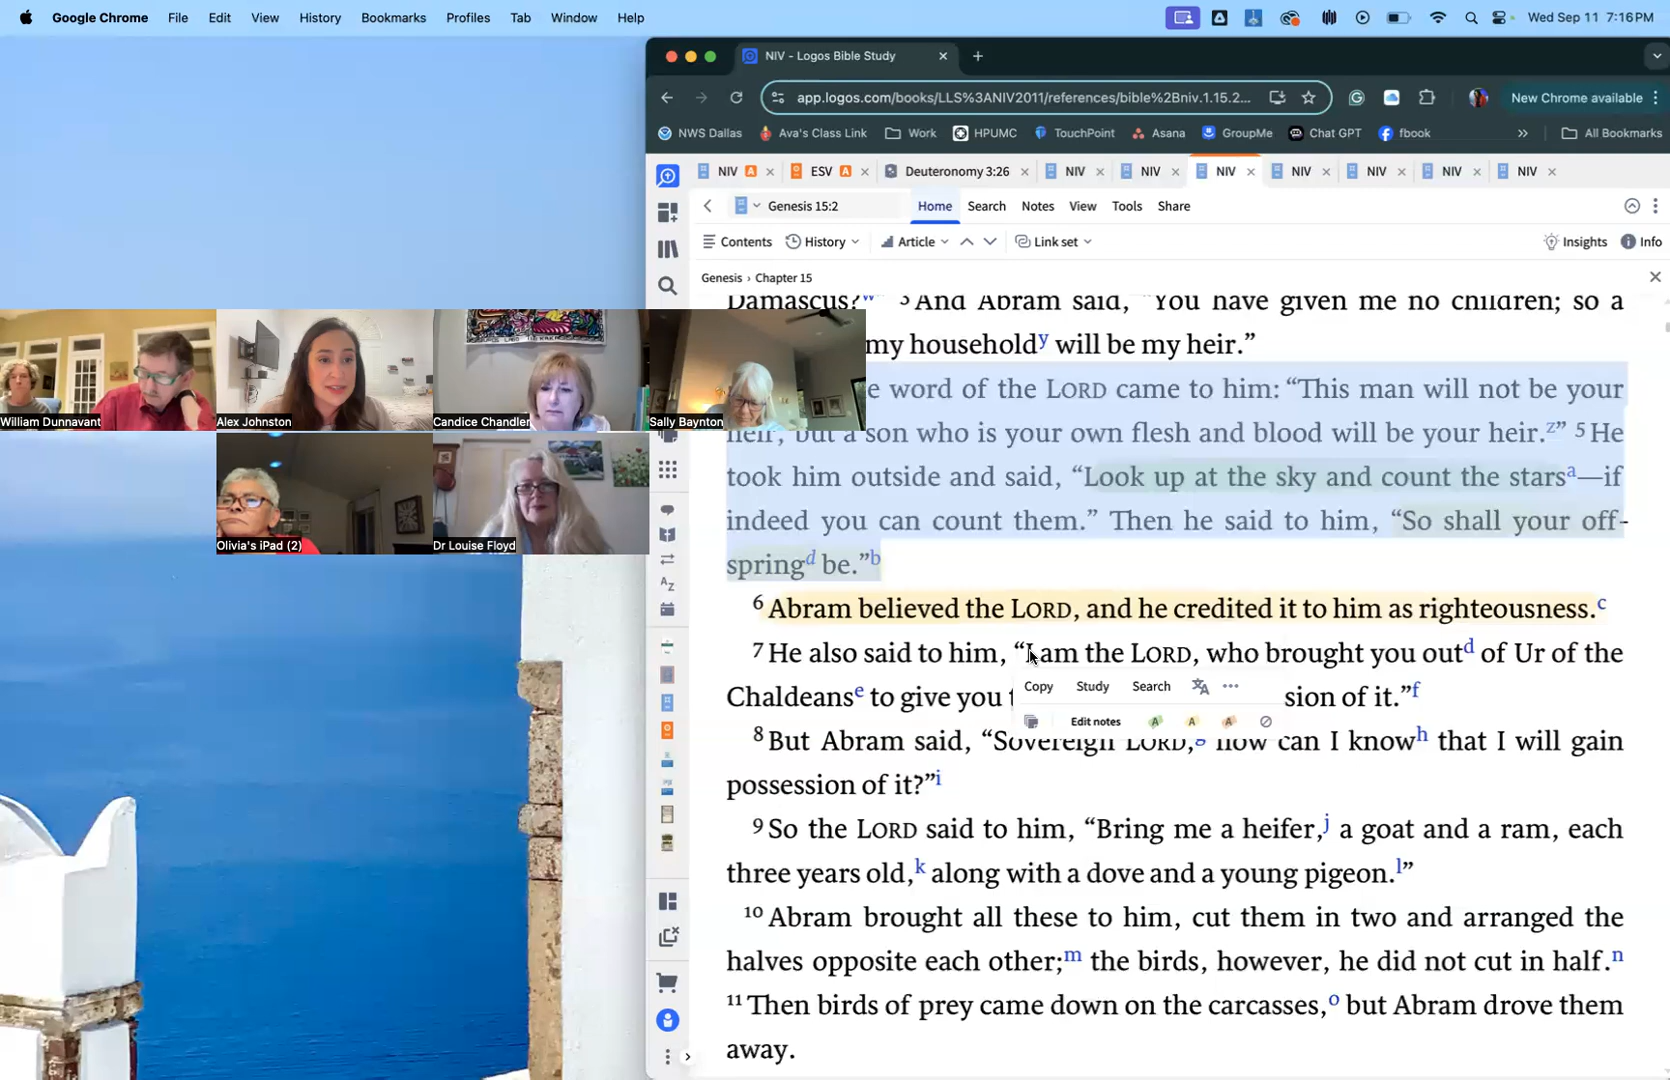 Google Chrome File Edit View History Bookmarks Profiles Tab Window Help Wed Sep 11 7:16 PM
NIV - Logos Bible Study
app.logos.com/books/LLS%3ANIV2011/references/bible%2Bniv.1.15.2... New Chrome available
NWS Dallas Ava's Class Link Work HPUMC TouchPoint Asana GroupMe Chat GPT fbook » All Bookmarks
NIV A ESV A Deuteronomy 3:26 NIV NIV NIV NIV NIV NIV NIV
Genesis 15:2 Home Search Notes View Tools Share
Contents History Article Link set Insights Info
Genesis › Chapter 15
Damascus?w 3 And Abram said, “You have given me no children; so a
my householdy will be my heir.”
word of the LORD came to him: “This man will not be your
heir, but a son who is your own flesh and blood will be your heir.z” 5 He
took him outside and said, “Look up at the sky and count the starsa—if
indeed you can count them.” Then he said to him, “So shall your off-
springd be.”b
6 Abram believed the LORD, and he credited it to him as righteousness.c
7 He also said to him, “I am the LORD, who brought you outd of Ur of the
Chaldeanse to give you sion of it.”f
Copy Study Search
Edit notes A A A
8 But Abram said, “Sovereign LORD,g how can I knowh that I will gain
possession of it?”i
9 So the LORD said to him, “Bring me a heifer,j a goat and a ram, each
three years old,k along with a dove and a young pigeon.l”
10 Abram brought all these to him, cut them in two and arranged the
halves opposite each other;m the birds, however, he did not cut in half.n
11 Then birds of prey came down on the carcasses,o but Abram drove them
away.
William Dunnavant Alex Johnston Candice Chandler Sally Baynton
Olivia's iPad (2) Dr Louise Floyd